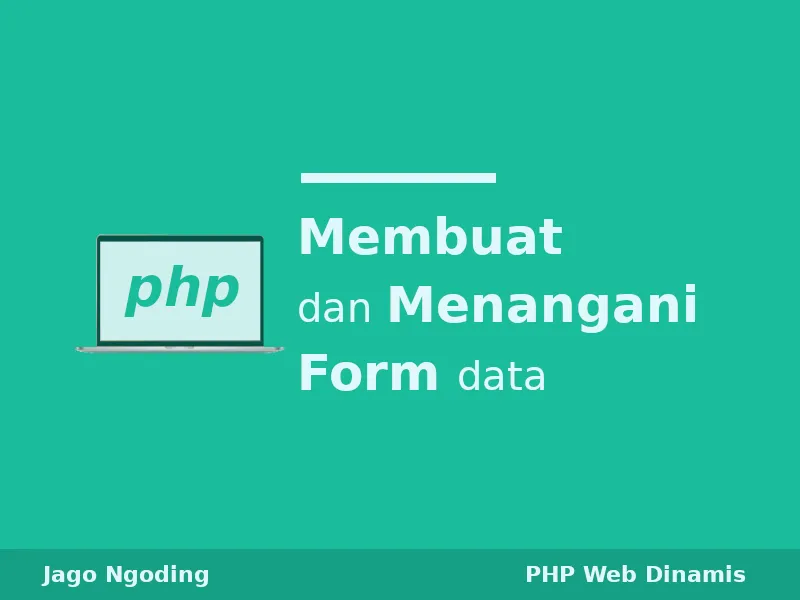 php
Membuat
dan Menangani
Form data
Jago Ngoding
PHP Web Dinamis